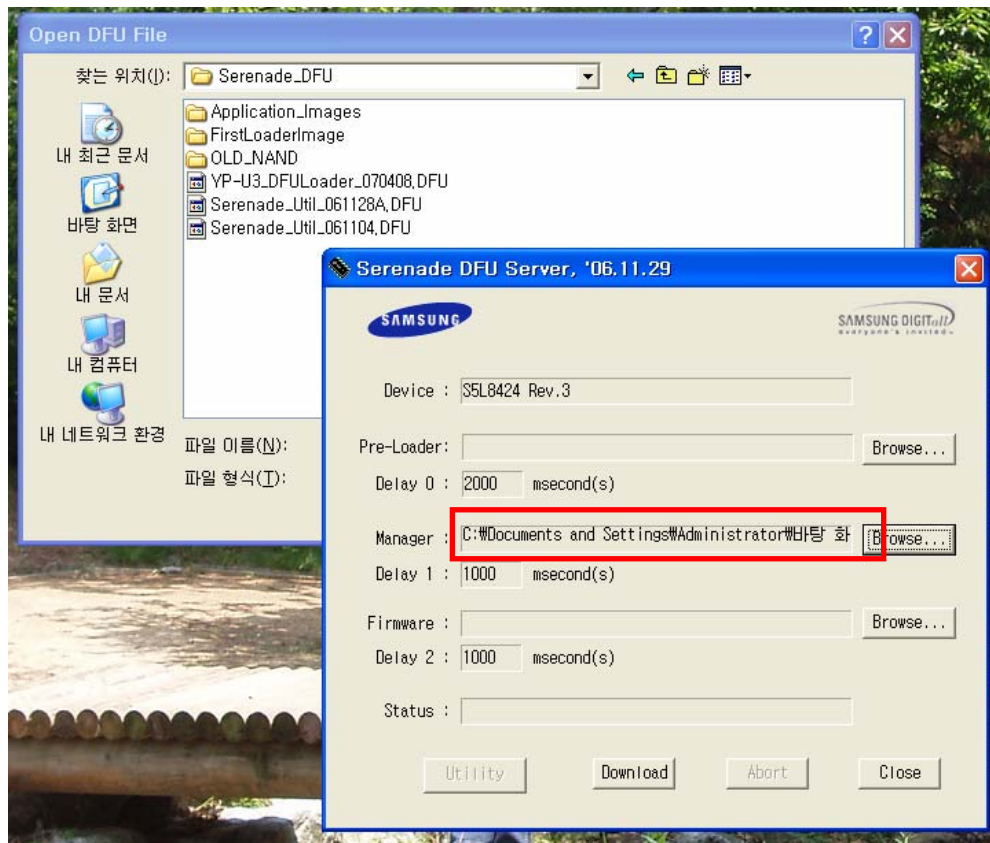 Open DFU File
찾는 위치(I): Serenade_DFU
Application_Images
FirstLoaderImage
OLD_NAND
YP-U3_DFULoader_070408.DFU
Serenade_Util_061128A.DFU
Serenade_Util_061104.DFU
내 최근 문서
바탕 화면
내 문서
내 컴퓨터
내 네트워크 환경
파일 이름(N):
파일 형식(T):
Serenade DFU Server, '06.11.29
SAMSUNG
SAMSUNG DIGITall
everyone's invited.
Device : S5L8424 Rev.3
Pre-Loader: Browse...
Delay 0 : 2000 msecond(s)
Manager : C:₩Documents and Settings₩Administrator₩바탕 화 Browse...
Delay 1 : 1000 msecond(s)
Firmware : Browse...
Delay 2 : 1000 msecond(s)
Status :
Utility Download Abort Close